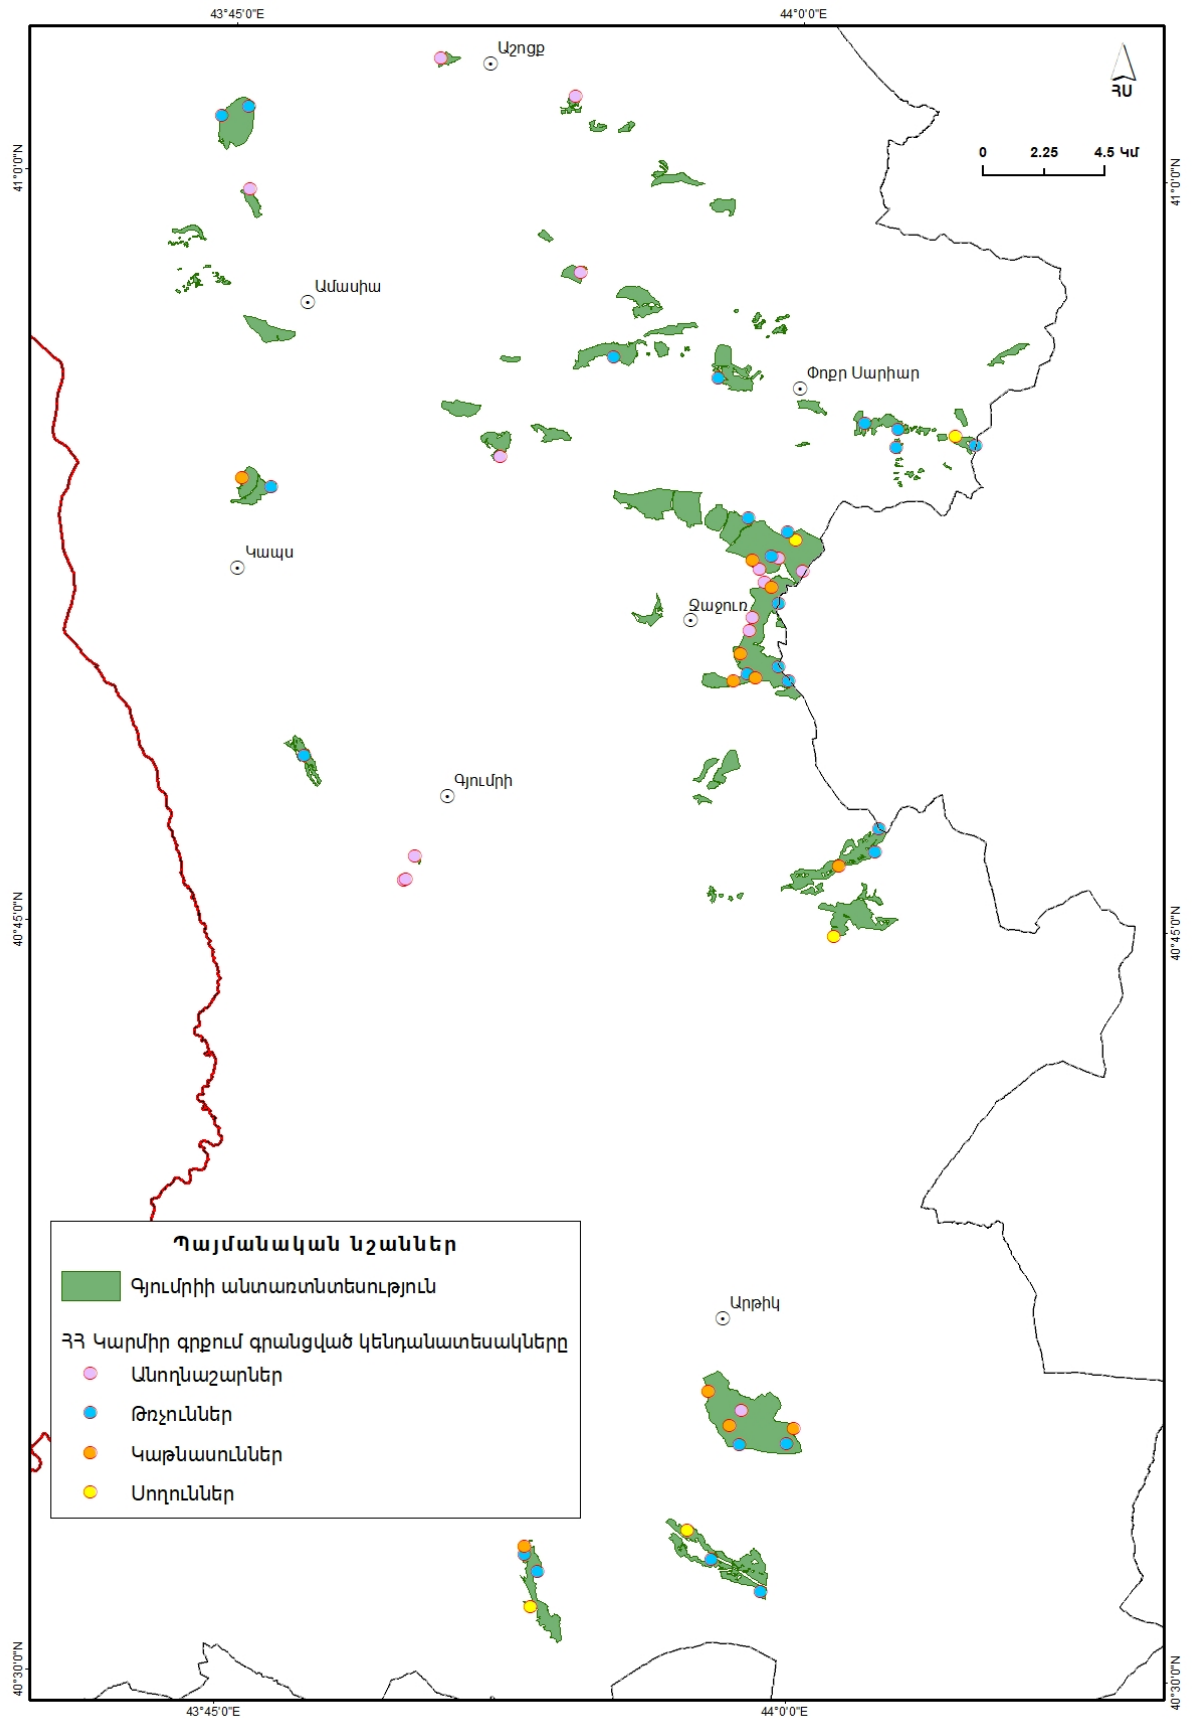 43°45'0"E
44°0'0"E
Աշոցք
ՀՍ
0 2.25 4.5 Կմ
41°0'0"N
41°0'0"N
Ամասիա
Փոքր Սարիար
Կապս
Ջաջուռ
Գյումրի
40°45'0"N
40°45'0"N
Պայմանական նշաններ
Գյումրիի անտառտնտեսություն
ՀՀ Կարմիր գրքում գրանցված կենդանատեսակները
Անողնաշարներ
Թռչուններ
Կաթնասուններ
Սողուններ
Արթիկ
40°30'0"N
40°30'0"N
43°45'0"E
44°0'0"E